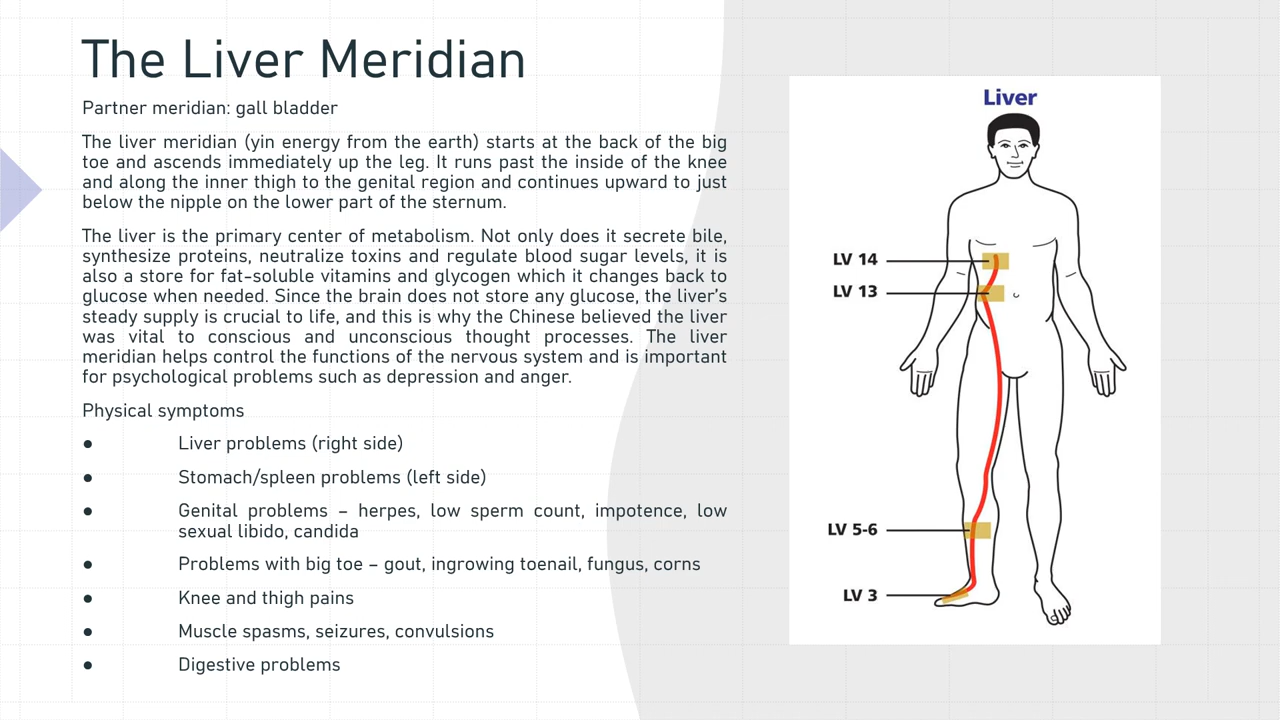 The Liver Meridian
Partner meridian: gall bladder
The liver meridian (yin energy from the earth) starts at the back of the big
toe and ascends immediately up the leg. It runs past the inside of the knee
and along the inner thigh to the genital region and continues upward to just
below the nipple on the lower part of the sternum.
The liver is the primary center of metabolism. Not only does it secrete bile,
synthesize proteins, neutralize toxins and regulate blood sugar levels, it is
also a store for fat-soluble vitamins and glycogen which it changes back to
glucose when needed. Since the brain does not store any glucose, the liver's
steady supply is crucial to life, and this is why the Chinese believed the liver
was vital to conscious and unconscious thought processes. The liver
meridian helps control the functions of the nervous system and is important
for psychological problems such as depression and anger.
Physical symptoms
● Liver problems (right side)
● Stomach/spleen problems (left side)
● Genital problems – herpes, low sperm count, impotence, low
sexual libido, candida
● Problems with big toe – gout, ingrowing toenail, fungus, corns
● Knee and thigh pains
● Muscle spasms, seizures, convulsions
● Digestive problems
Liver
LV 14
LV 13
LV 5-6
LV 3